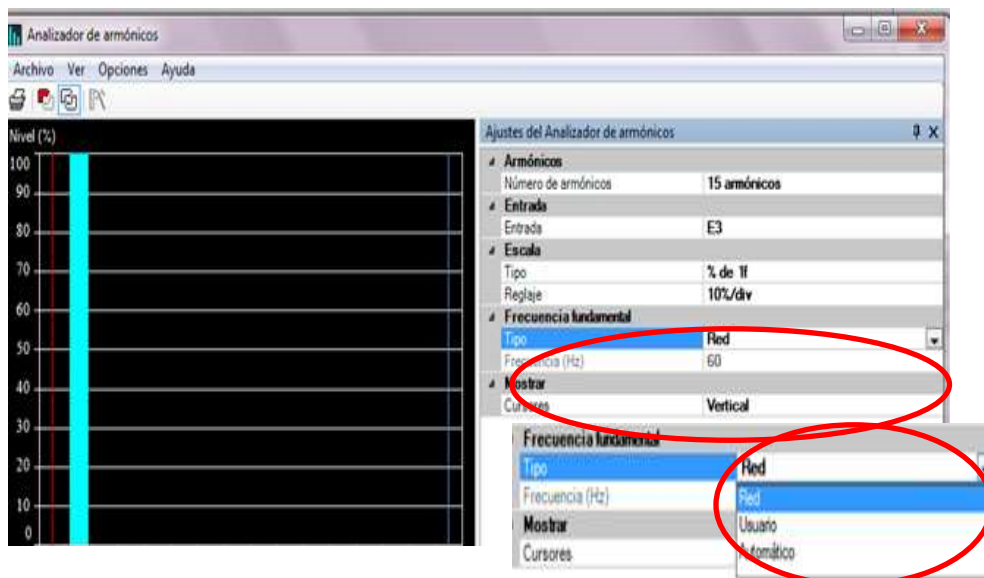 Analizador de armónicos
Archivo Ver Opciones Ayuda
Nivel (%)
100
90
80
70
60
50
40
30
20
10
0
Ajustes del Analizador de armónicos
Armónicos
Número de armónicos 15 armónicos
Entrada
Entrada E3
Escala
Tipo % de 1f
Reglaje 10%/div
Frecuencia fundamental
Tipo Red
Frecuencia (Hz) 60
Mostrar
Cursores Vertical
Frecuencia fundamental
Tipo Red
Frecuencia (Hz) Red
Usuario
Mostrar
Automático
Cursores